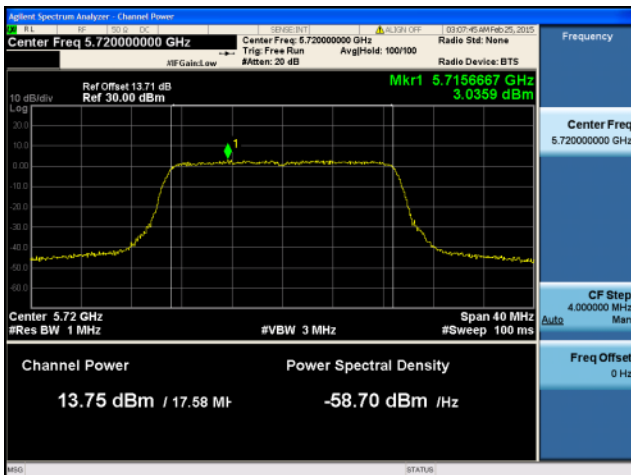 Agilent Spectrum Analyzer - Channel Power
RL RF 50 Ω DC SENSE:INT ALIGN OFF 03:07:45 AM Feb 25, 2015
Center Freq 5.720000000 GHz
Center Freq: 5.720000000 GHz
Radio Std: None
Trig: Free Run Avg|Hold: 100/100
#IFGain:Low
#Atten: 20 dB
Radio Device: BTS
Frequency
Mkr1 5.7156667 GHz
3.0359 dBm
Ref Offset 13.71 dB
10 dB/div Ref 30.00 dBm
Log
20.0
10.0
0.00
-10.0
-20.0
-30.0
-40.0
-50.0
-60.0
1
Center 5.72 GHz
Span 40 MHz
#Res BW 1 MHz
#VBW 3 MHz
#Sweep 100 ms
Channel Power
Power Spectral Density
13.75 dBm / 17.58 MH
-58.70 dBm /Hz
Center Freq
5.720000000 GHz
CF Step
4.000000 MHz
Auto Man
Freq Offset
0 Hz
MSG
STATUS